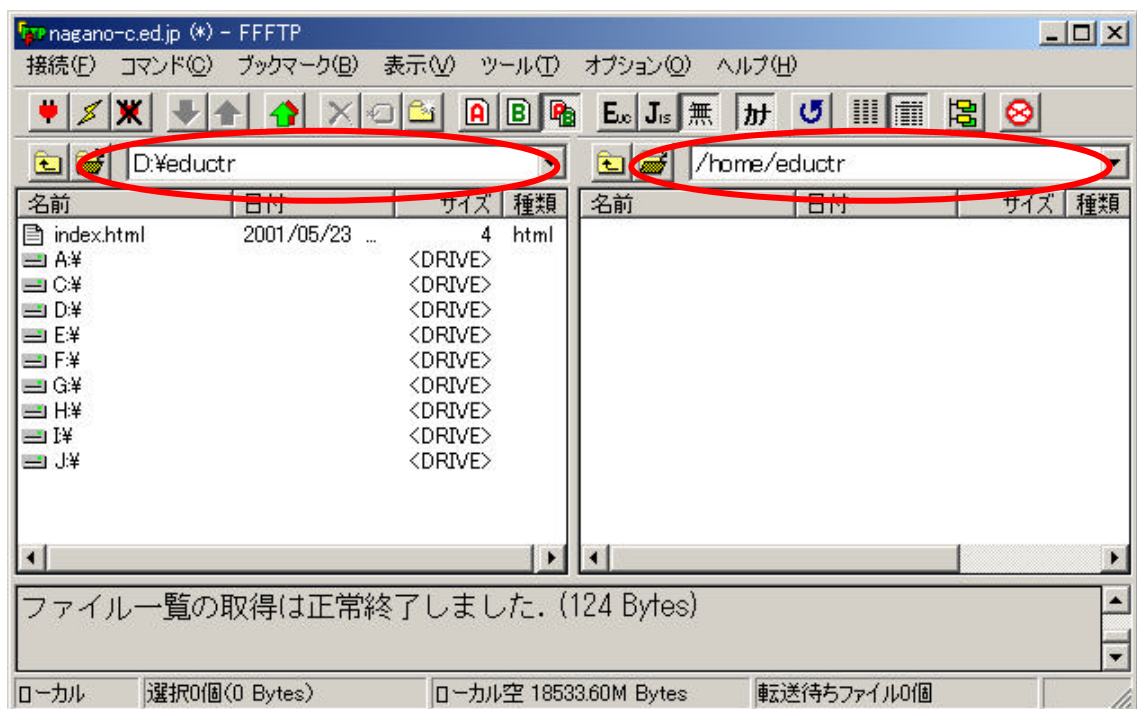 nagano-c.ed.jp (*) - FFFTP
接続(F) コマンド(C) ブックマーク(B) 表示(V) ツール(T) オプション(O) ヘルプ(H)
A B Euc Jis 無 カナ
D:¥eductr /home/eductr
名前 日付 サイズ 種類 名前 日付 サイズ 種類
index.html 2001/05/23 ... 4 html
A:¥ <DRIVE>
C:¥ <DRIVE>
D:¥ <DRIVE>
E:¥ <DRIVE>
F:¥ <DRIVE>
G:¥ <DRIVE>
H:¥ <DRIVE>
I:¥ <DRIVE>
J:¥ <DRIVE>
ファイル一覧の取得は正常終了しました. (124 Bytes)
ローカル 選択0個(0 Bytes) ローカル空 18533.60M Bytes 転送待ちファイル0個